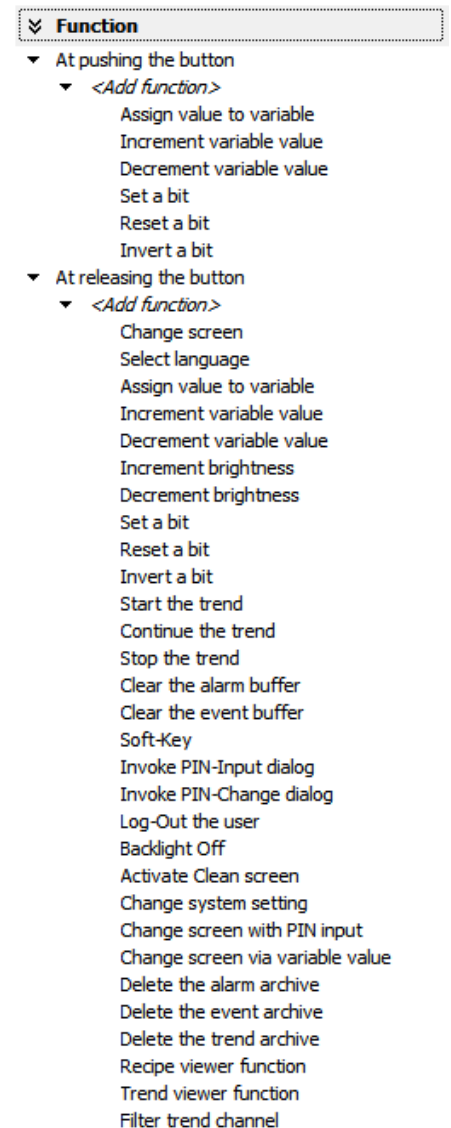 Function
At pushing the button
<Add function>
Assign value to variable
Increment variable value
Decrement variable value
Set a bit
Reset a bit
Invert a bit
At releasing the button
<Add function>
Change screen
Select language
Assign value to variable
Increment variable value
Decrement variable value
Increment brightness
Decrement brightness
Set a bit
Reset a bit
Invert a bit
Start the trend
Continue the trend
Stop the trend
Clear the alarm buffer
Clear the event buffer
Soft-Key
Invoke PIN-Input dialog
Invoke PIN-Change dialog
Log-Out the user
Backlight Off
Activate Clean screen
Change system setting
Change screen with PIN input
Change screen via variable value
Delete the alarm archive
Delete the event archive
Delete the trend archive
Recipe viewer function
Trend viewer function
Filter trend channel